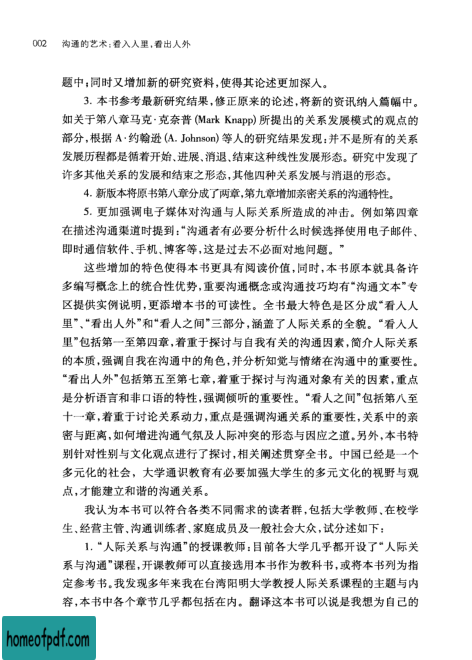 002 沟通的艺术：看入人里，看出人外
题中；同时又增加新的研究资料，使得其论述更加深入。
3. 本书参考最新研究结果，修正原来的论述，将新的资讯纳入篇幅中。
如关于第八章马克·克奈普 (Mark Knapp) 所提出的关系发展模式的观点的
部分，根据 A·约翰逊 (A. Johnson) 等人的研究结果发现：并不是所有的关系
发展历程都是循着开始、进展、消退、结束这种线性发展形态。研究中发现了
许多其他关系的发展和结束之形态，其他四种关系发展与消退的形态。
4. 新版本将原书第八章分成了两章，第九章增加亲密关系的沟通特性。
5. 更加强调电子媒体对沟通与人际关系所造成的冲击。例如第四章
在描述沟通渠道时提到：“沟通者有必要分析什么时候选择使用电子邮件、
即时通信软件、手机、博客等，这是过去不必面对地问题。”
这些增加的特色使得本书更具有阅读价值，同时，本书原本就具备许
多编写概念上的统合性优势，重要沟通概念或沟通技巧均有“沟通文本”专
区提供实例说明，更添增本书的可读性。全书最大特色是区分成“看入人
里”、“看出人外”和“看人之间”三部分，涵盖了人际关系的全貌。“看入人
里”包括第一至第四章，着重于探讨与自我有关的沟通因素，简介人际关系
的本质，强调自我在沟通中的角色，并分析知觉与情绪在沟通中的重要性。
“看出人外”包括第五至第七章，着重于探讨与沟通对象有关的因素，重点
是分析语言和非口语的特性，强调倾听的重要性。“看人之间”包括第八至
十一章，着重于讨论关系动力，重点是强调沟通关系的重要性，关系中的亲
密与距离，如何增进沟通气氛及人际冲突的形态与因应之道。另外，本书特
别针对性别与文化观点进行了探讨，相关阐述贯穿全书。中国已经是一个
多元化的社会，大学通识教育有必要加强大学生的多元文化的视野与观
点，才能建立和谐的沟通关系。
我认为本书可以符合各类不同需求的读者群，包括大学教师、在校学
生、经营主管、沟通训练者、家庭成员及一般社会大众，试分述如下：
1. “人际关系与沟通”的授课教师：目前各大学几乎都开设了“人际关
系与沟通”课程，开课教师可以直接选用本书作为教科书，或将本书列为指
定参考书。我发现多年来我在台湾阳明大学教授人际关系课程的主题与内
容，本书中各个章节几乎都包括在内。翻译这本书可以说是我想为自己的
homeofpdf.com